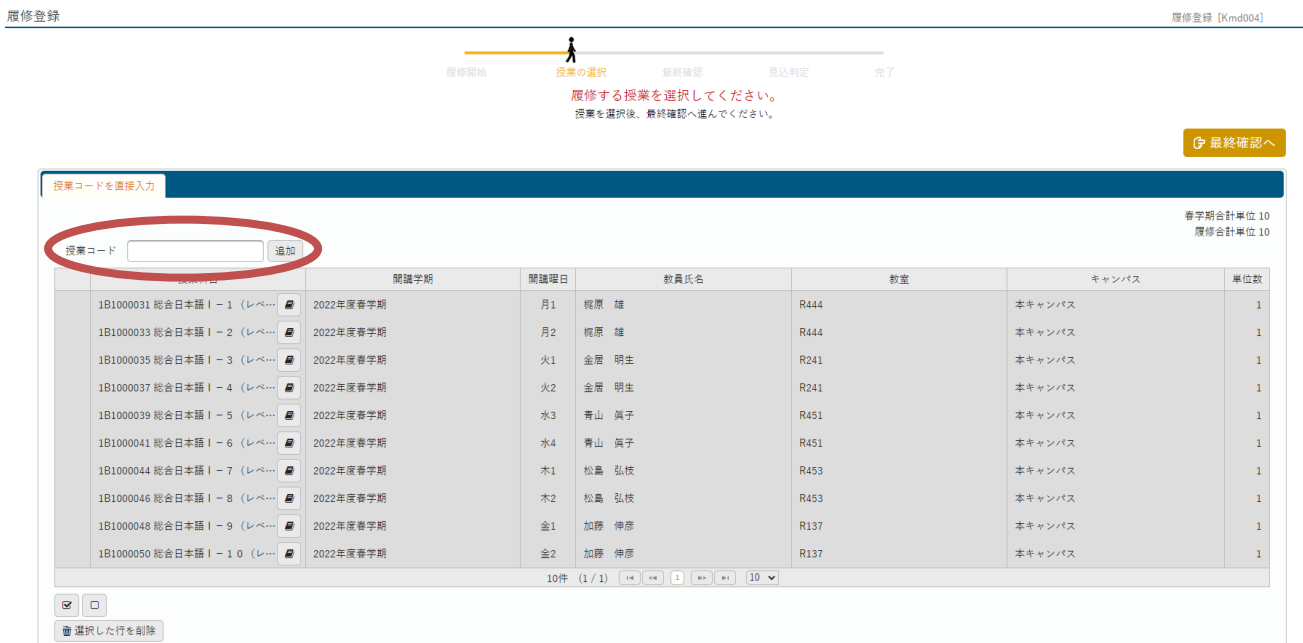 履修登録
履修登録 [Kmd004]
履修開始 授業の選択 最終確認 見込判定 完了
履修する授業を選択してください。
授業を選択後、最終確認へ進んでください。
最終確認へ
授業コードを直接入力
春学期合計単位 10
履修合計単位 10
授業コード 追加
開講学期 開講曜日 教員氏名 教室 キャンパス 単位数
1B1000031 総合日本語Ⅰ－１（レベ… 2022年度春学期 月1 梶原 雄 R444 本キャンパス 1
1B1000033 総合日本語Ⅰ－２（レベ… 2022年度春学期 月2 梶原 雄 R444 本キャンパス 1
1B1000035 総合日本語Ⅰ－３（レベ… 2022年度春学期 火1 金居 明生 R241 本キャンパス 1
1B1000037 総合日本語Ⅰ－４（レベ… 2022年度春学期 火2 金居 明生 R241 本キャンパス 1
1B1000039 総合日本語Ⅰ－５（レベ… 2022年度春学期 水3 青山 眞子 R451 本キャンパス 1
1B1000041 総合日本語Ⅰ－６（レベ… 2022年度春学期 水4 青山 眞子 R451 本キャンパス 1
1B1000044 総合日本語Ⅰ－７（レベ… 2022年度春学期 木1 松島 弘枝 R453 本キャンパス 1
1B1000046 総合日本語Ⅰ－８（レベ… 2022年度春学期 木2 松島 弘枝 R453 本キャンパス 1
1B1000048 総合日本語Ⅰ－９（レベ… 2022年度春学期 金1 加藤 伸彦 R137 本キャンパス 1
1B1000050 総合日本語Ⅰ－１０（レ… 2022年度春学期 金2 加藤 伸彦 R137 本キャンパス 1
10件 (1 / 1) 1 10
選択した行を削除